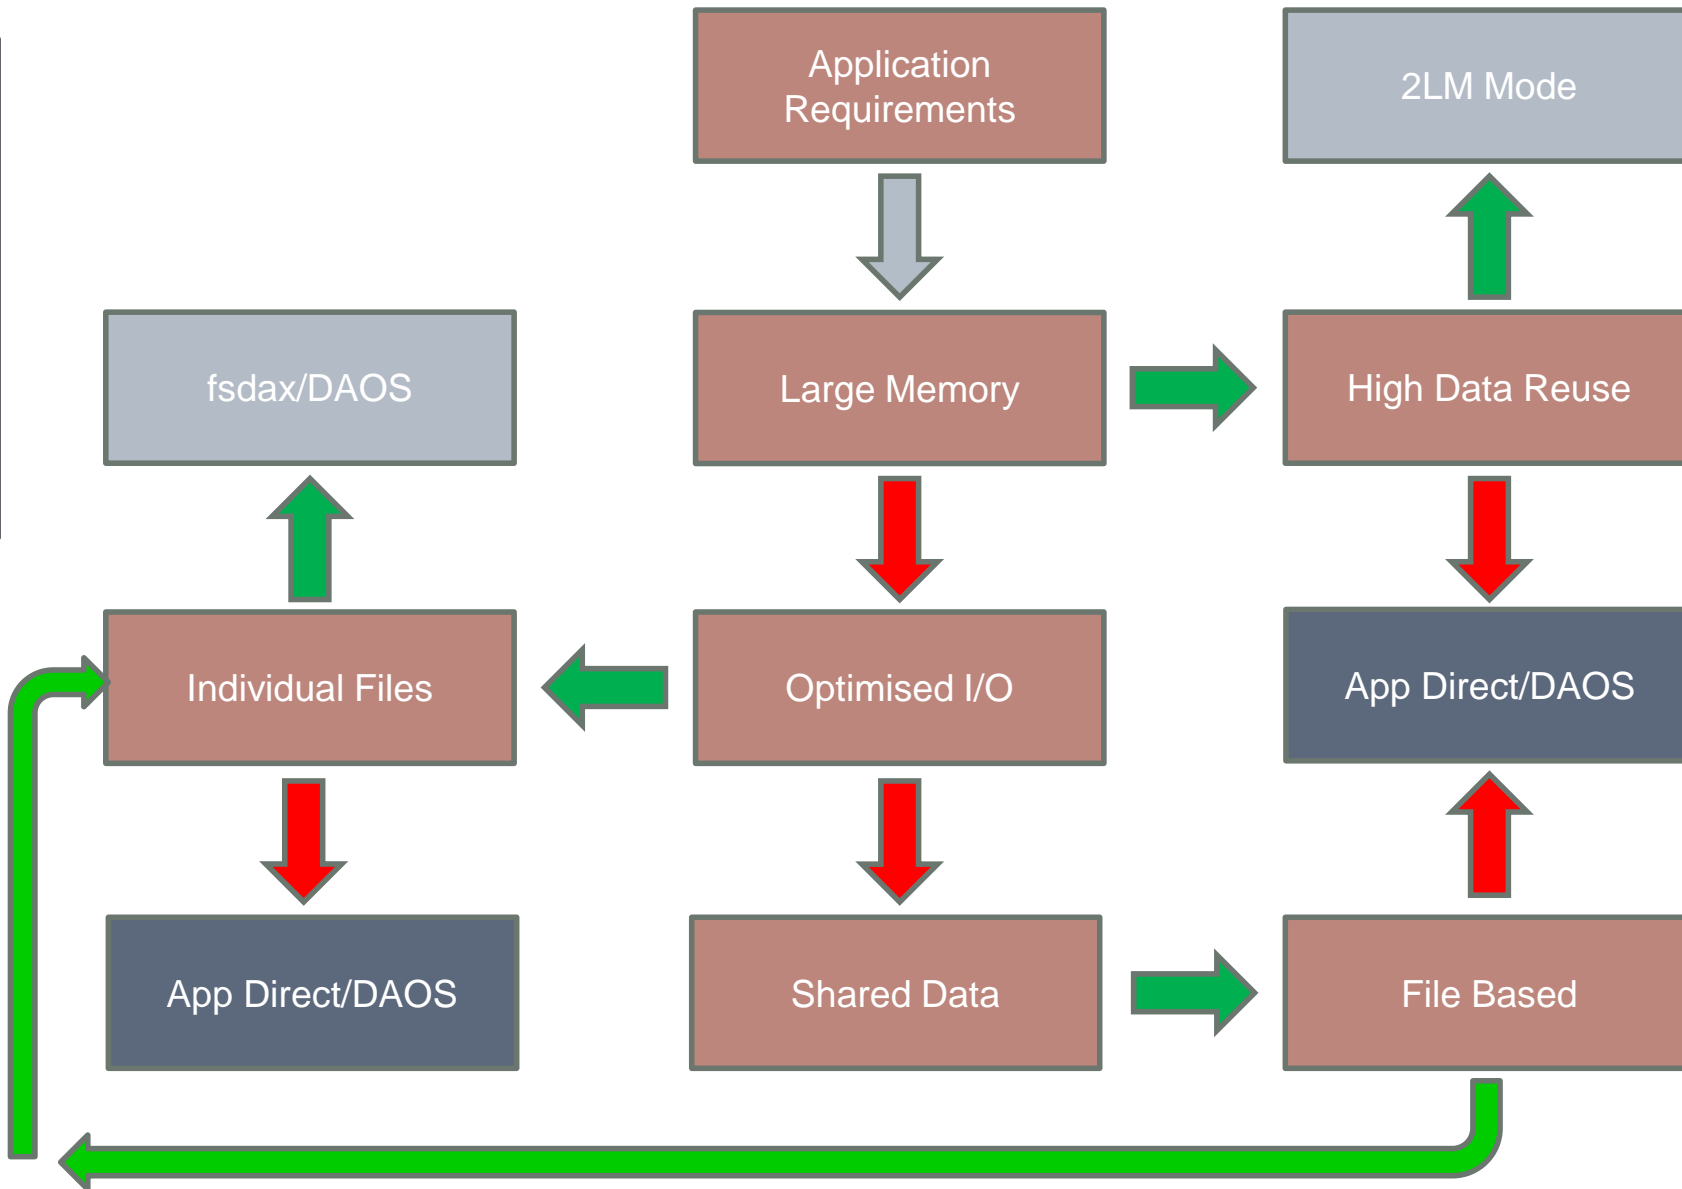 Application
Requirements
2LM Mode
fsdax/DAOS
Large Memory
High Data Reuse
Individual Files
Optimised I/O
App Direct/DAOS
App Direct/DAOS
Shared Data
File Based